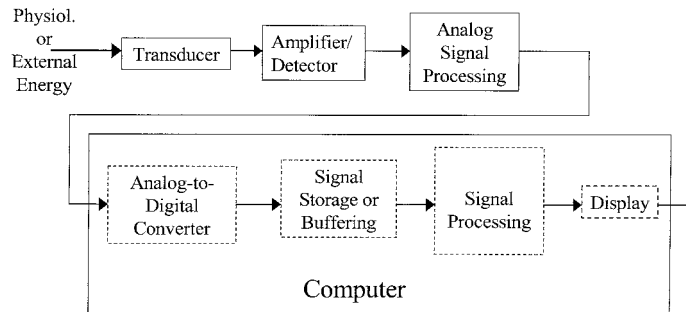 Physiol.
or
External
Energy
Transducer
Amplifier/
Detector
Analog
Signal
Processing
Analog-to-
Digital
Converter
Signal
Storage or
Buffering
Signal
Processing
Display
Computer